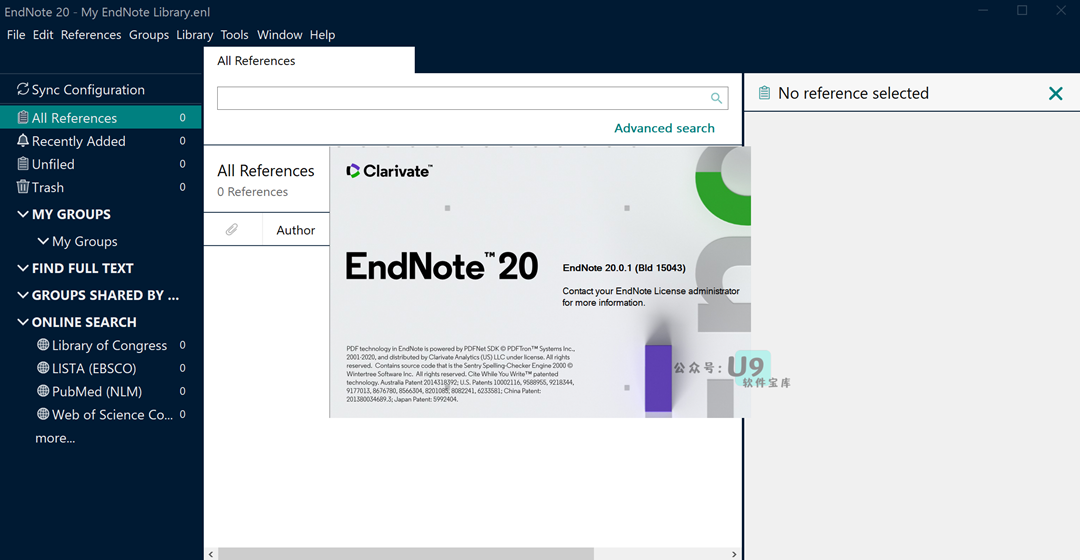 EndNote 20 - My EndNote Library.enl
File Edit References Groups Library Tools Window Help
All References
Sync Configuration
All References 0
Recently Added 0
Unfiled 0
Trash 0
MY GROUPS
My Groups
FIND FULL TEXT
GROUPS SHARED BY ...
ONLINE SEARCH
Library of Congress 0
LISTA (EBSCO) 0
PubMed (NLM) 0
Web of Science Co... 0
more...
Advanced search
All References
0 References
Author
Clarivate™
EndNote™ 20
EndNote 20.0.1 (Bld 15043)
Contact your EndNote License administrator
for more information.
PDF technology in EndNote is powered by PDFNet SDK © PDFTron™ Systems Inc.,
2001-2020, and distributed by Clarivate Analytics (US) LLC under license. All rights
reserved. Contains source code that is the Sentry Spelling-Checker Engine 2000 ©
Wintertree Software Inc. All rights reserved. Cite While You Write™ patented
technology. Australia Patent 2014318392; U.S. Patents 10002116, 9588955, 9218344,
9177013, 8676780, 8566304, 8201085, 8082241, 6233581; China Patent:
201380034689.3; Japan Patent: 5992404.
公众号: U9
软件宝库
No reference selected